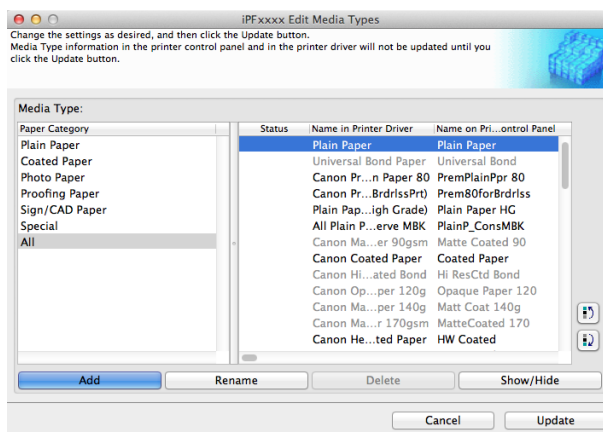 iPFxxxx Edit Media Types
Change the settings as desired, and then click the Update button.
Media Type information in the printer control panel and in the printer driver will not be updated until you
click the Update button.
Media Type:
Paper Category
Plain Paper
Coated Paper
Photo Paper
Proofing Paper
Sign/CAD Paper
Special
All
Status Name in Printer Driver Name on Pri...ontrol Panel
Plain Paper Plain Paper
Universal Bond Paper Universal Bond
Canon Pr...n Paper 80 PremPlainPpr 80
Canon Pr...BrdrlssPrt) Prem80forBrdrlss
Plain Pap...igh Grade) Plain Paper HG
All Plain P...erve MBK PlainP_ConsMBK
Canon Ma...er 90gsm Matte Coated 90
Canon Coated Paper Coated Paper
Canon Hi...ated Bond Hi ResCtd Bond
Canon Op...per 120g Opaque Paper 120
Canon Ma...per 140g Matt Coat 140g
Canon Ma...r 170gsm MatteCoated 170
Canon He...ted Paper HW Coated
Add Rename Delete Show/Hide
Cancel Update